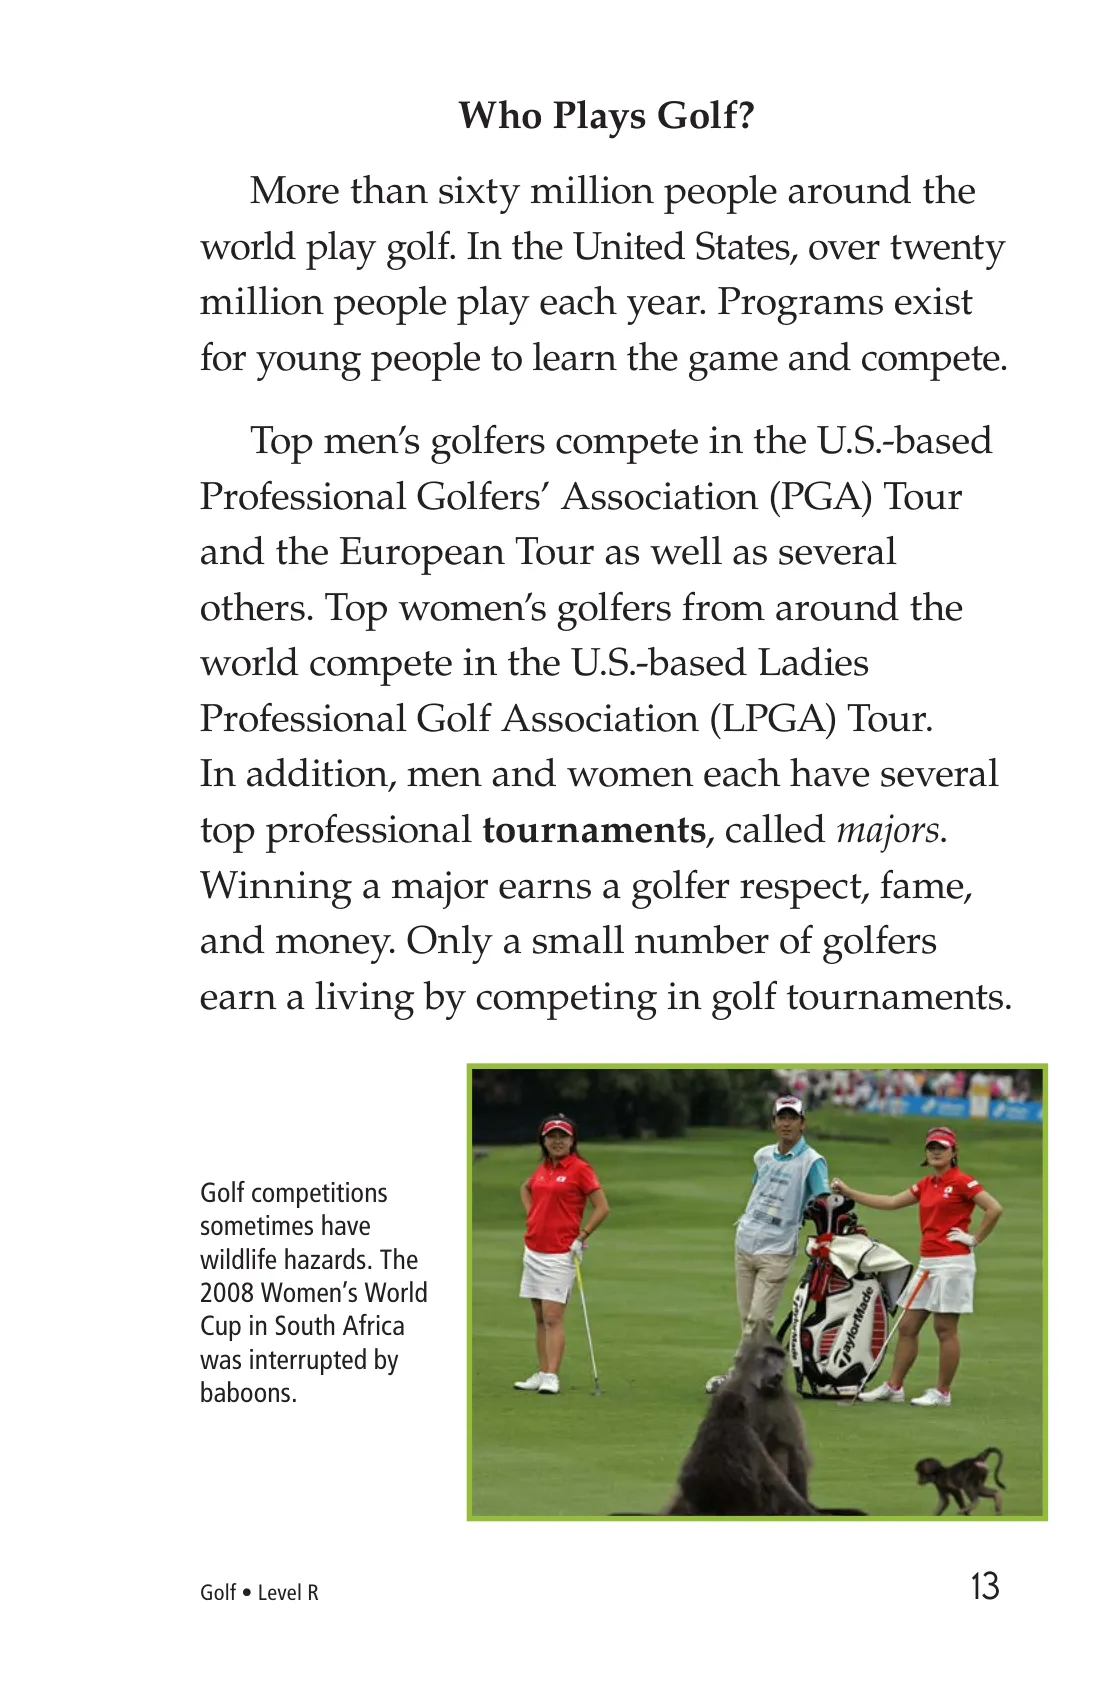 Who Plays Golf?
More than sixty million people around the
world play golf. In the United States, over twenty
million people play each year. Programs exist
for young people to learn the game and compete.
Top men’s golfers compete in the U.S.-based
Professional Golfers’ Association (PGA) Tour
and the European Tour as well as several
others. Top women’s golfers from around the
world compete in the U.S.-based Ladies
Professional Golf Association (LPGA) Tour.
In addition, men and women each have several
top professional tournaments, called majors.
Winning a major earns a golfer respect, fame,
and money. Only a small number of golfers
earn a living by competing in golf tournaments.
Golf competitions
sometimes have
wildlife hazards. The
2008 Women’s World
Cup in South Africa
was interrupted by
baboons.
TaylorMade
TaylorMade
Golf • Level R
13